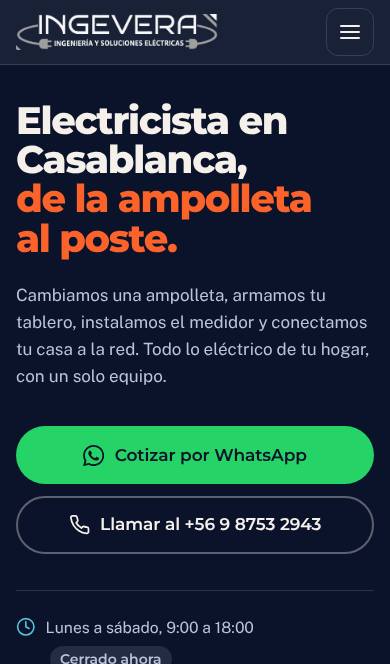 INGEVERA
INGENIERÍA Y SOLUCIONES ELÉCTRICAS
Electricista en
Casablanca,
de la ampolleta
al poste.
Cambiamos una ampolleta, armamos tu
tablero, instalamos el medidor y conectamos
tu casa a la red. Todo lo eléctrico de tu hogar,
con un solo equipo.
Cotizar por WhatsApp
Llamar al +56 9 8753 2943
Lunes a sábado, 9:00 a 18:00
Cerrado ahora